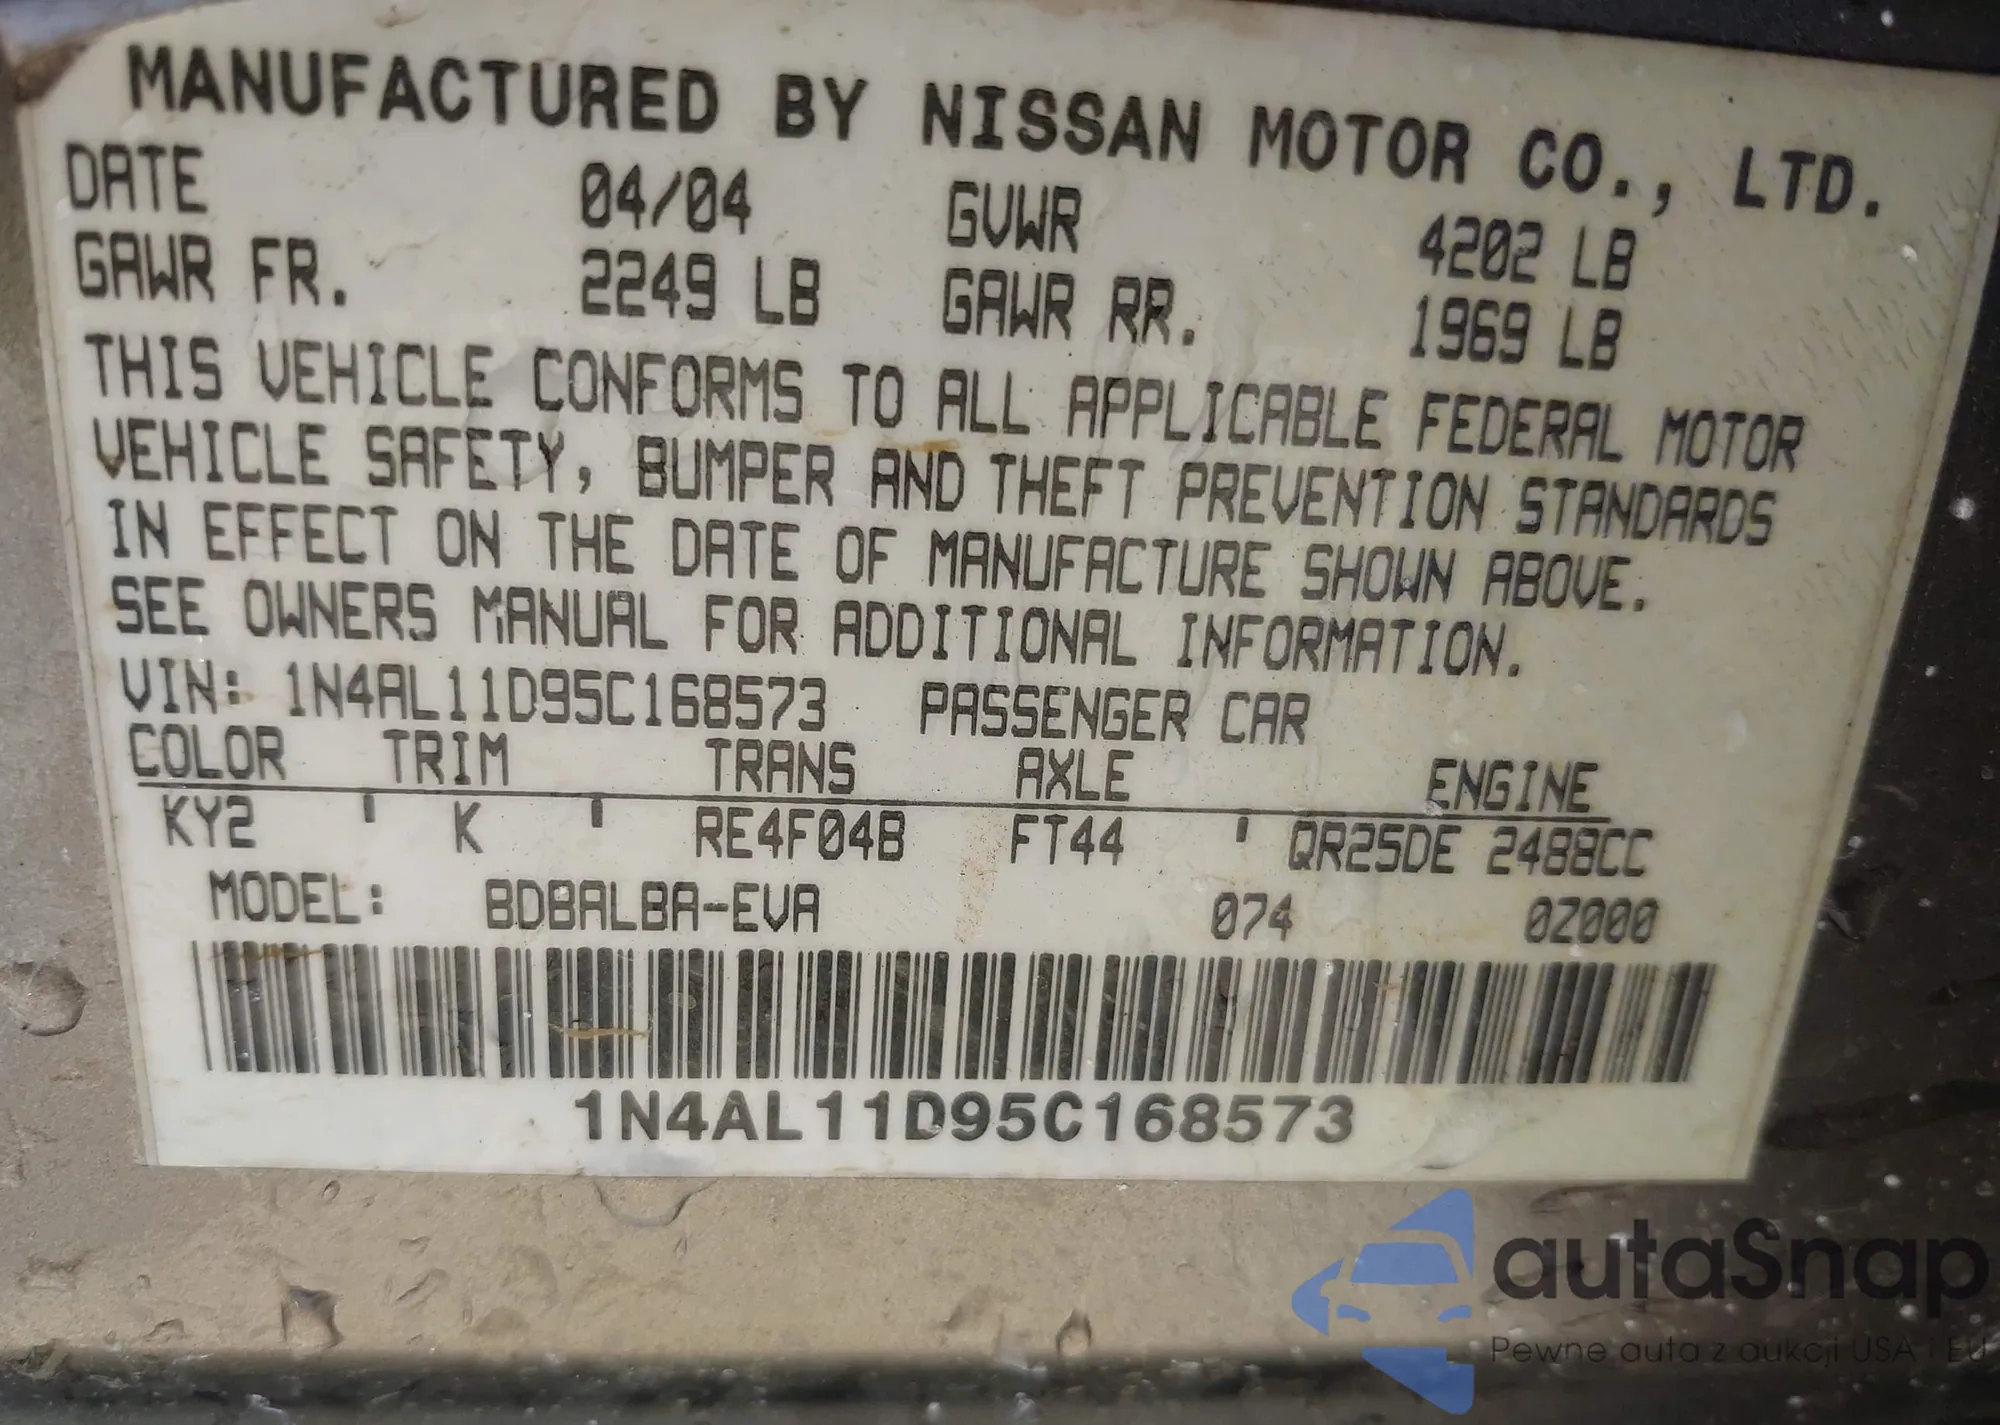 MANUFACTURED BY NISSAN MOTOR CO., LTD.
DATE 04/04 GVWR 4202 LB
GAWR FR. 2249 LB GAWR RR. 1969 LB
THIS VEHICLE CONFORMS TO ALL APPLICABLE FEDERAL MOTOR
VEHICLE SAFETY, BUMPER AND THEFT PREVENTION STANDARDS
IN EFFECT ON THE DATE OF MANUFACTURE SHOWN ABOVE.
SEE OWNERS MANUAL FOR ADDITIONAL INFORMATION.
VIN: 1N4AL11D95C168573 PASSENGER CAR
COLOR TRIM TRANS AXLE ENGINE
KY2 ' K ' RE4F04B FT44 ' QR25DE 2488CC
MODEL: BDBALBA-EVA 074 02000
1N4AL11D95C168573
autaSnap
Pewne auta z aukcji USA i EU